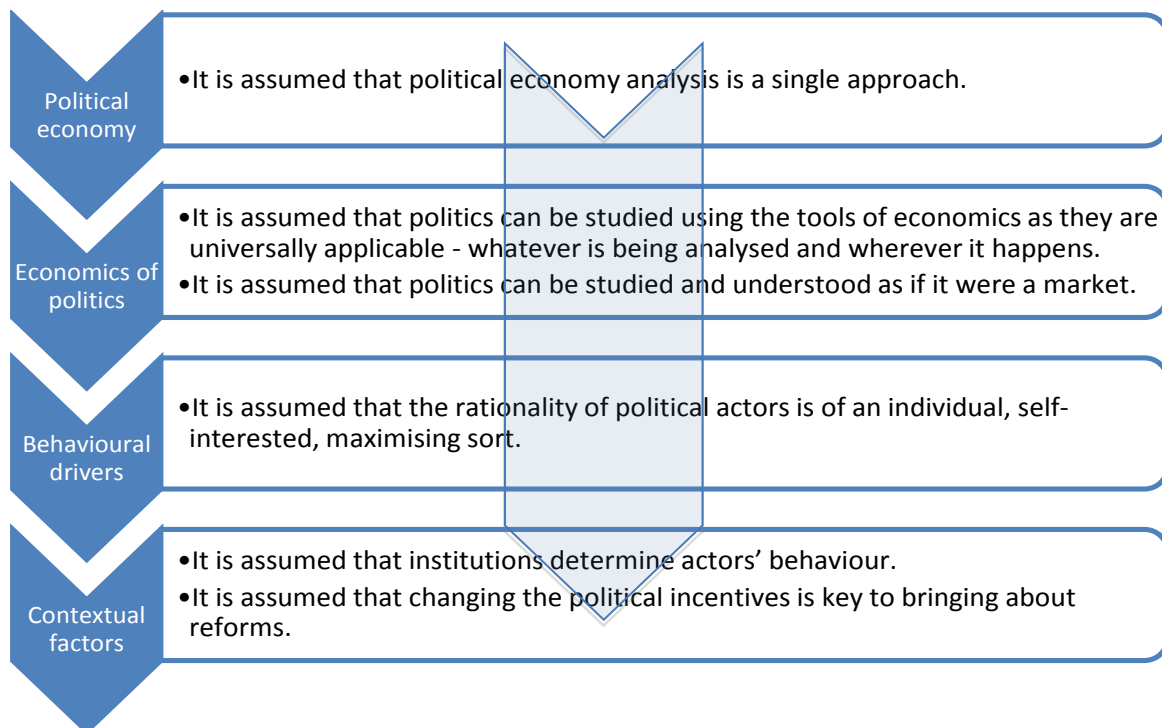 Political
economy
•It is assumed that political economy analysis is a single approach.
Economics of
politics
•It is assumed that politics can be studied using the tools of economics as they are
universally applicable - whatever is being analysed and wherever it happens.
•It is assumed that politics can be studied and understood as if it were a market.
Behavioural
drivers
•It is assumed that the rationality of political actors is of an individual, self-
interested, maximising sort.
Contextual
factors
•It is assumed that institutions determine actors’ behaviour.
•It is assumed that changing the political incentives is key to bringing about
reforms.